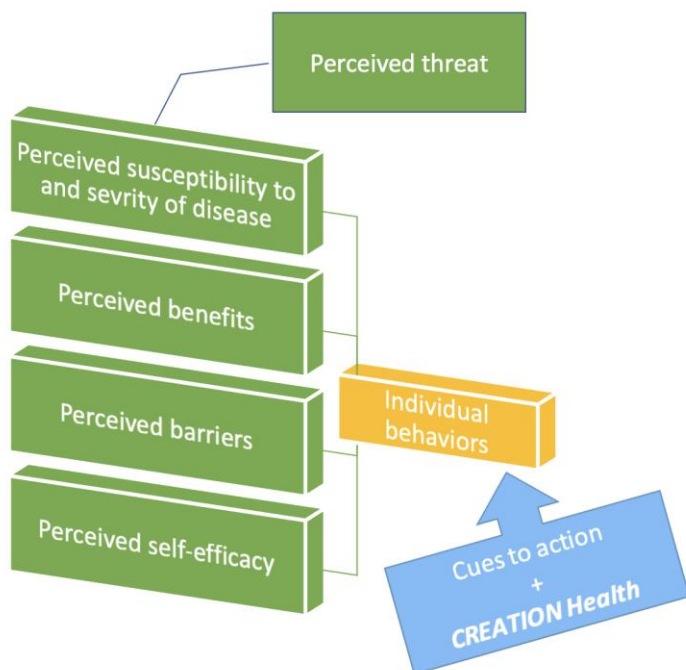 Perceived threat
Perceived susceptibility to
and sevrity of disease
Perceived benefits
Perceived barriers
Perceived self-efficacy
Individual
behaviors
Cues to action
+
CREATION Health